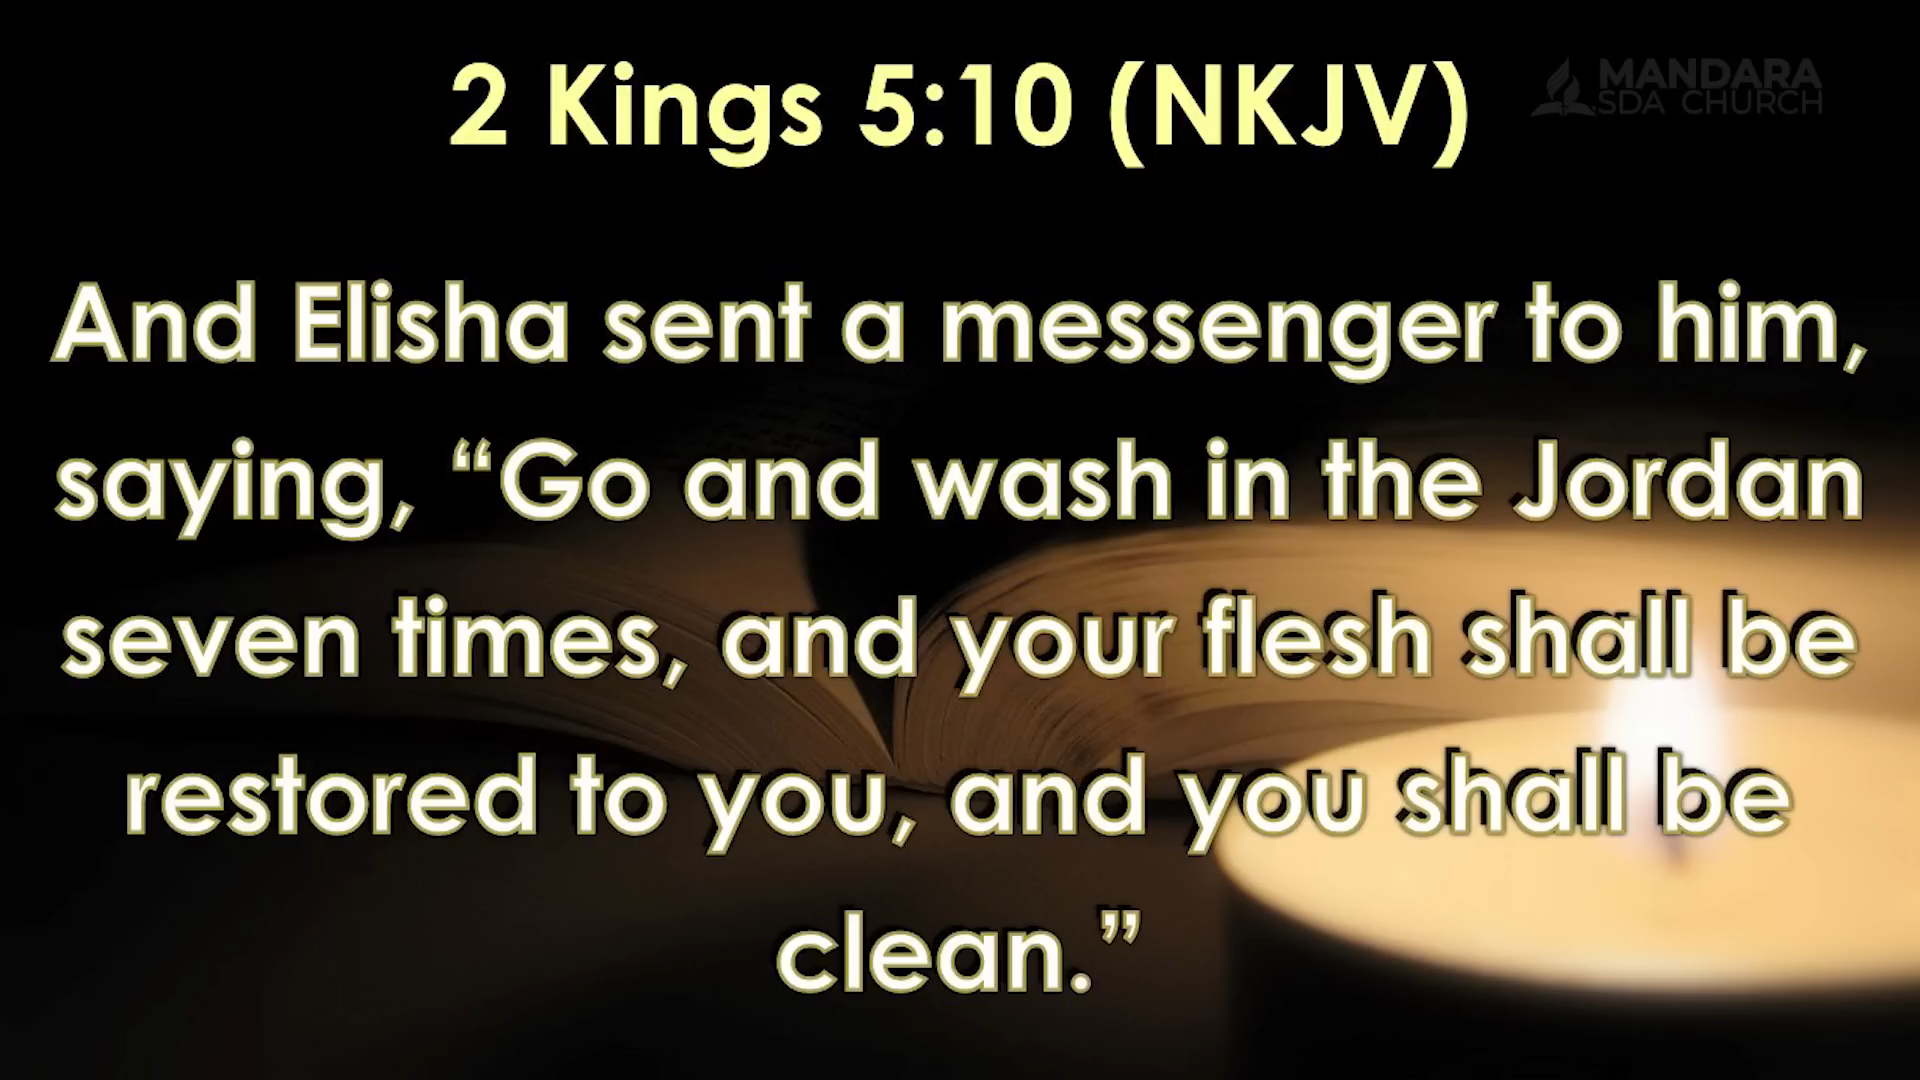 2 Kings 5:10 (NKJV)
MANDARA
SDA CHURCH
And Elisha sent a messenger to him,
saying, “Go and wash in the Jordan
seven times, and your flesh shall be
restored to you, and you shall be
clean.”